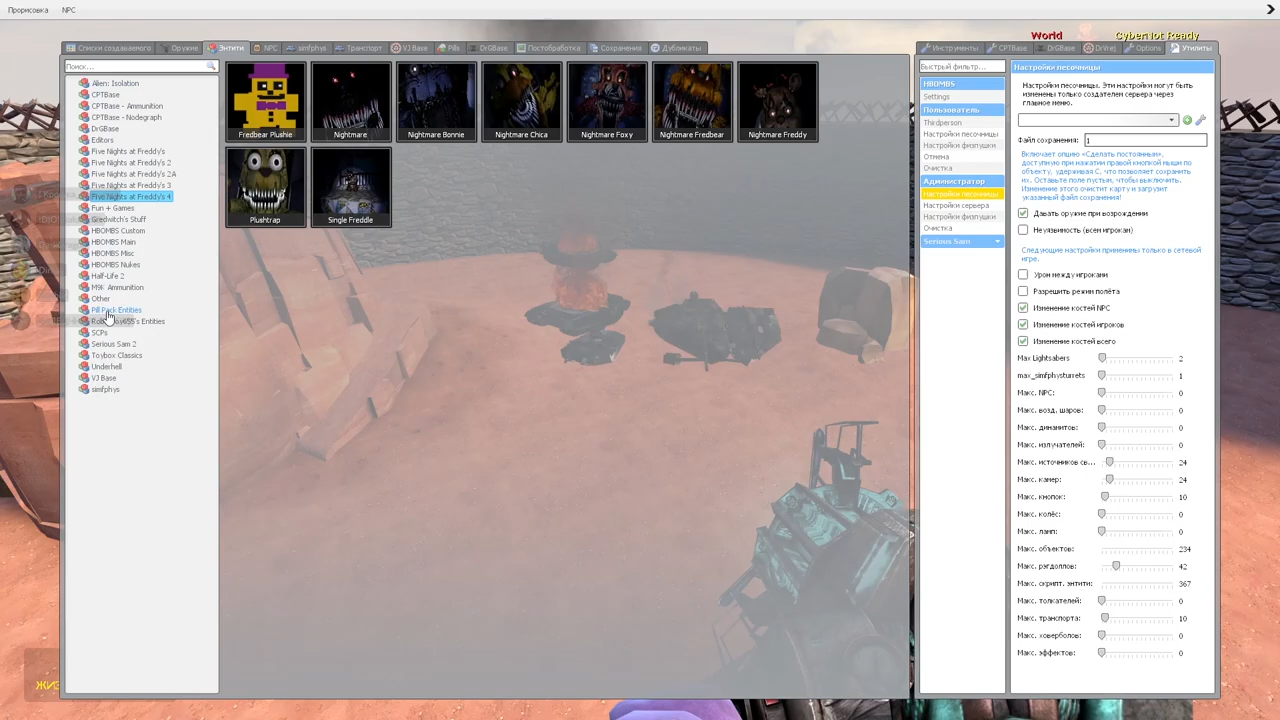 Прорисовка NPC
World CyberNot Ready
Списки создаваемого Оружие Энтити NPC simfphys Транспорт VJ Base Pills DrGBase Постобработка Сохранения Дубликаты
Инструменты CPTBase DrGBase DrVrej Options Утилиты
Поиск...
Alien: Isolation
CPTBase
CPTBase - Ammunition
CPTBase - Nodegraph
DrGBase
Editors
Five Nights at Freddy's
Five Nights at Freddy's 2
Five Nights at Freddy's 2A
Five Nights at Freddy's 3
Five Nights at Freddy's 4
Fun + Games
Gredwitch's Stuff
HBOMBS Custom
HBOMBS Main
HBOMBS Misc
HBOMBS Nukes
Half-Life 2
M9K Ammunition
Other
Pill Pack Entities
SCPs
Serious Sam 2
Toybox Classics
Underhell
VJ Base
simfphys
Fredbear Plushie Nightmare Nightmare Bonnie Nightmare Chica Nightmare Foxy Nightmare Fredbear Nightmare Freddy
Plushtrap Single Freddle
Быстрый фильтр...
HBOMBS
Settings
Пользователь
Thirdperson
Настройки песочницы
Настройки физпушки
Отмена
Очистка
Администратор
Настройки песочницы
Настройки сервера
Настройки физпушки
Очистка
Serious Sam
Настройки песочницы
Настройки песочницы. Эти настройки могут быть
изменены только создателем сервера через
главное меню.
Файл сохранения: 1
Включает опцию «Сделать постоянным»,
доступную при нажатии правой кнопкой мыши по
объекту, удерживая C, что позволяет сохранить
их. Оставьте поле пустым, чтобы выключить.
Изменение этого очистит карту и загрузит
указанный файл сохранения!
Давать оружие при возрождении
Неуязвимость (всем игрокам)
Следующие настройки применимы только в сетевой
игре.
Урон между игроками
Разрешить режим полёта
Изменение костей NPC
Изменение костей игроков
Изменение костей всего
Max Lightsabers 2
max_simfphysturrets 1
Макс. NPC: 0
Макс. возд. шаров: 0
Макс. динамитов: 0
Макс. излучателей: 0
Макс. источников св... 24
Макс. камер: 24
Макс. кнопок: 10
Макс. колёс: 0
Макс. ламп: 0
Макс. объектов: 234
Макс. рэгдоллов: 42
Макс. скрипт. энтити: 367
Макс. толкателей: 0
Макс. транспорта: 10
Макс. ховерболов: 0
Макс. эффектов: 0